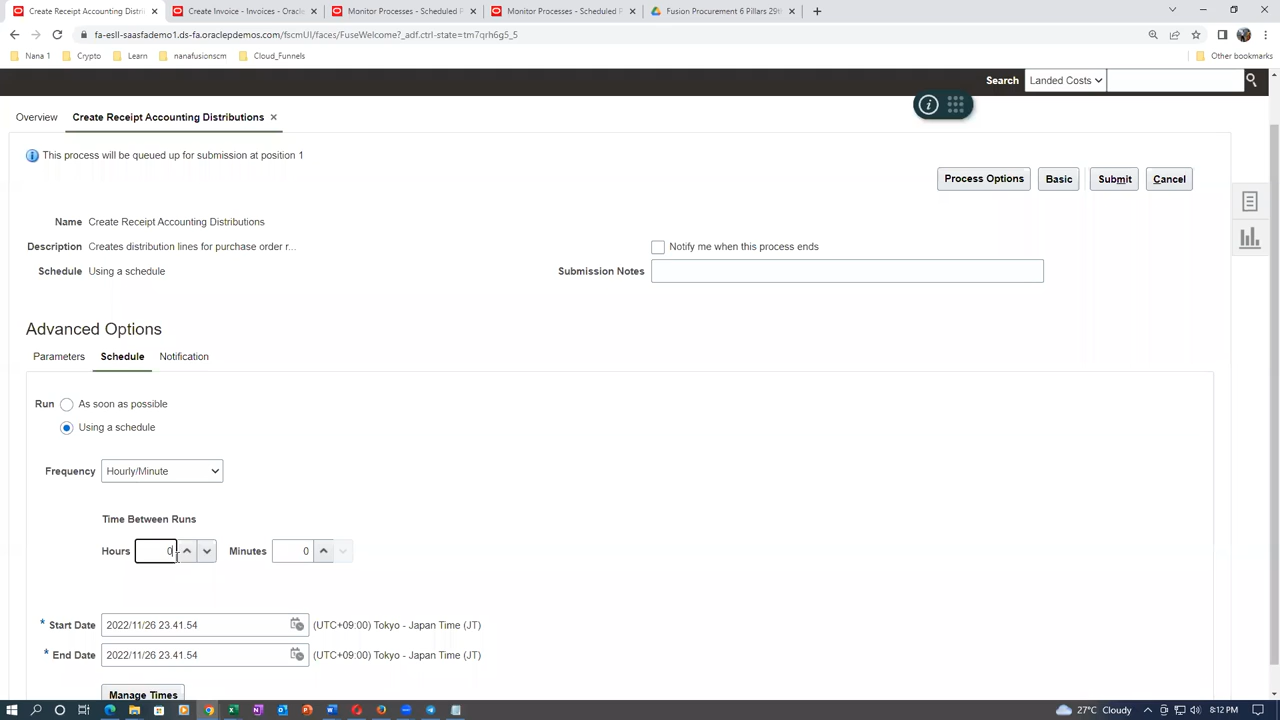 Create Receipt Accounting Distri
Create Invoice - Invoices - Oracle
Monitor Processes - Scheduled P
Monitor Processes - Scheduled P
Fusion Procurement 6 Pillars 29th
fa-esll-saasfademo1.ds-fa.oraclepdemos.com/fscmUI/faces/FuseWelcome?_adf.ctrl-state=tm7qrh6g5_5
Nana 1
Crypto
Learn
nanafusionscm
Cloud_Funnels
Other bookmarks
Search
Landed Costs
Overview
Create Receipt Accounting Distributions
This process will be queued up for submission at position 1
Process Options
Basic
Submit
Cancel
Name Create Receipt Accounting Distributions
Description Creates distribution lines for purchase order r...
Notify me when this process ends
Schedule Using a schedule
Submission Notes
Advanced Options
Parameters
Schedule
Notification
Run
As soon as possible
Using a schedule
Frequency Hourly/Minute
Time Between Runs
Hours 0
Minutes 0
* Start Date 2022/11/26 23.41.54 (UTC+09:00) Tokyo - Japan Time (JT)
* End Date 2022/11/26 23.41.54 (UTC+09:00) Tokyo - Japan Time (JT)
Manage Times
27°C Cloudy
8:12 PM